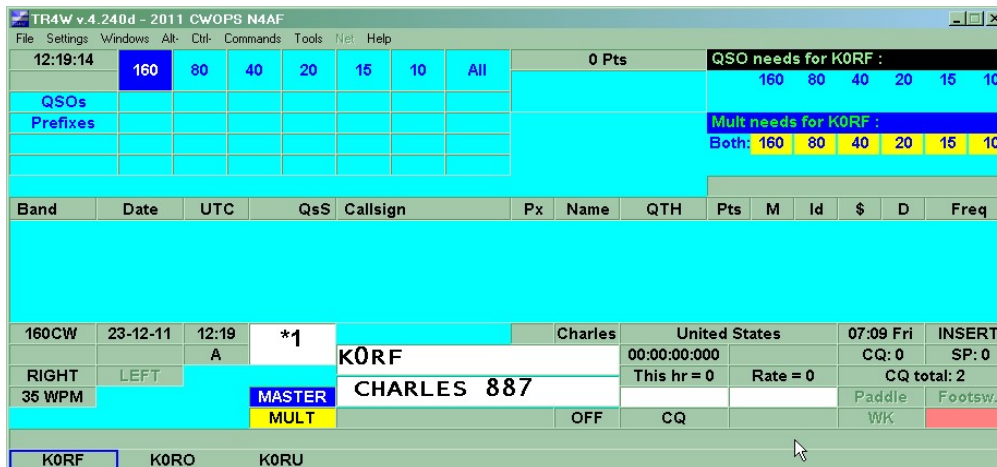 TR4W v.4.240d - 2011 CWOPS N4AF
File Settings Windows Alt- Ctrl- Commands Tools Net Help
12:19:14 160 80 40 20 15 10 All 0 Pts QSO needs for K0RF :
160 80 40 20 15 10
QSOs
Prefixes Mult needs for K0RF :
Both: 160 80 40 20 15 10
Band Date UTC QsS Callsign Px Name QTH Pts M Id $ D Freq
160CW 23-12-11 12:19 *1 Charles United States 07:09 Fri INSERT
A K0RF 00:00:00:000 CQ: 0 SP: 0
RIGHT LEFT This hr = 0 Rate = 0 CQ total: 2
35 WPM MASTER CHARLES 887 Paddle Footsw.
MULT OFF CQ WK
K0RF K0RO K0RU